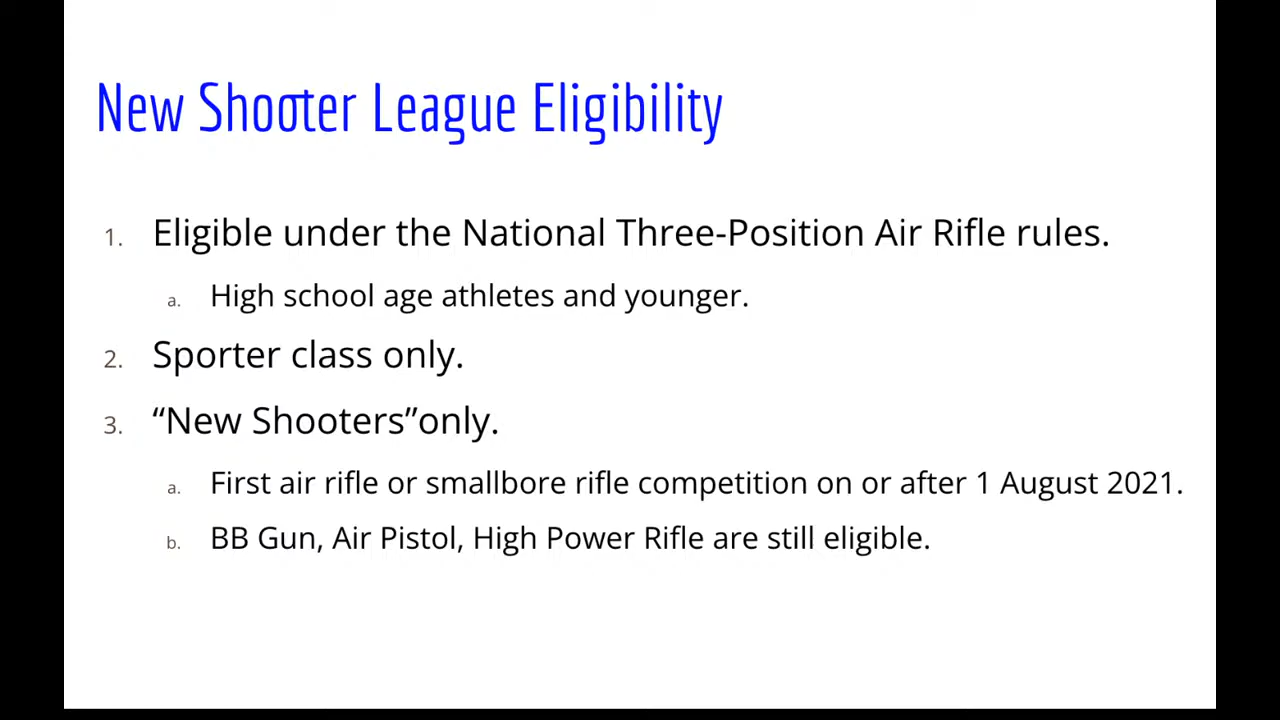 New Shooter League Eligibility
1. Eligible under the National Three-Position Air Rifle rules.
a. High school age athletes and younger.
2. Sporter class only.
3. “New Shooters”only.
a. First air rifle or smallbore rifle competition on or after 1 August 2021.
b. BB Gun, Air Pistol, High Power Rifle are still eligible.